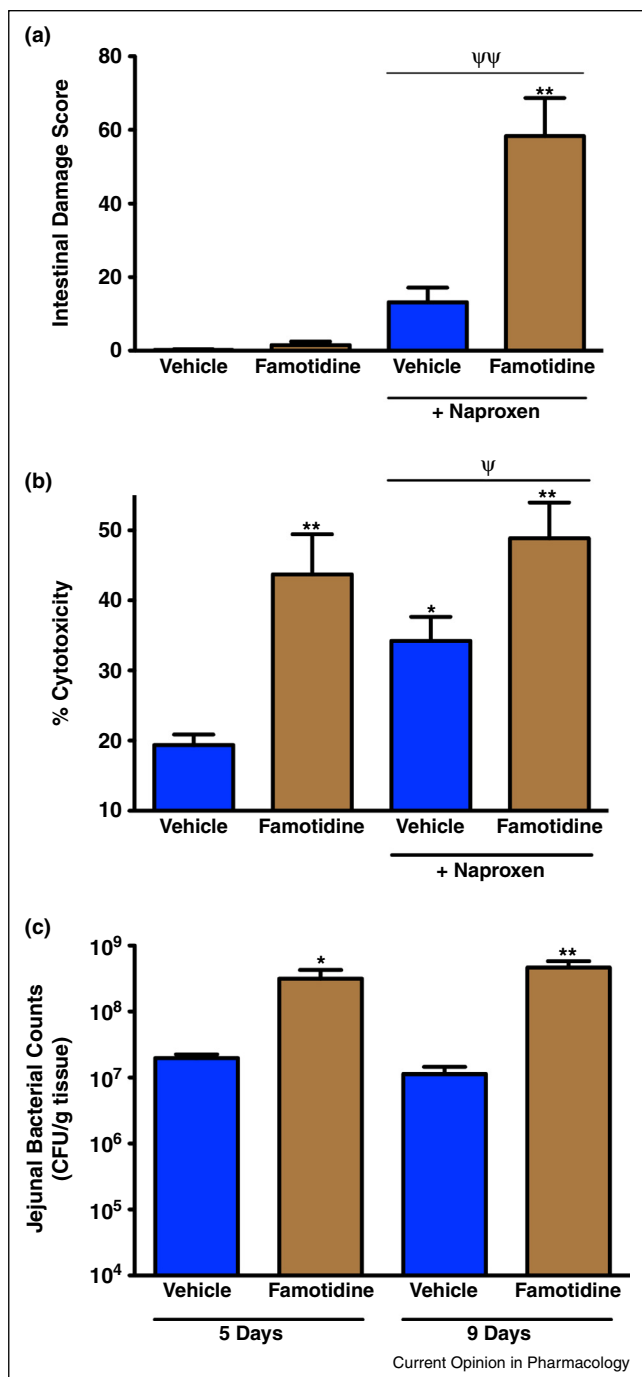 (a)
ψψ
**
Intestinal Damage Score
80
60
40
20
0
Vehicle Famotidine Vehicle Famotidine
+ Naproxen
(b)
ψ
**
*
**
% Cytotoxicity
50
40
30
20
10
Vehicle Famotidine Vehicle Famotidine
+ Naproxen
(c)
*
**
Jejunal Bacterial Counts
(CFU/g tissue)
10⁹
10⁸
10⁷
10⁶
10⁵
10⁴
Vehicle Famotidine Vehicle Famotidine
5 Days 9 Days
Current Opinion in Pharmacology